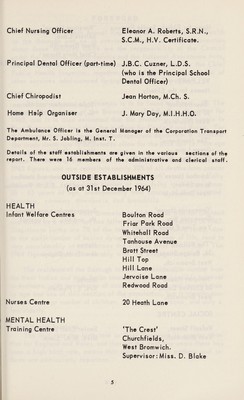 Chief Nursing Officer Eleanor A. Roberts, S.R.N.,
S.C.M., H.V. Certificate.
Principal Dental Officer (part-time) J.B.C. Cuzner, L.D.S.
(who is the Principal School
Dental Officer)
Chief Chiropodist Jean Horton, M.Ch. S.
Home Help Organiser J. Mary Day, M.I.H.H.O.
The Ambulance Officer is the General Manager of the Corporation Transport
Department, Mr. S. Jobling, M. Inst. T.
Details of the staff establishments are given in the various sections of the
report. There were 16 members of the administrative and clerical staff.
OUTSIDE ESTABLISHMENTS
(as at 31st December 1964)
HEALTH
Infant Welfare Centres Boulton Road
Friar Park Road
Whitehall Road
Tanhouse Avenue
Bratt Street
Hill Top
Hill Lane
Jervoise Lane
Redwood Road
Nurses Centre 20 Heath Lane
MENTAL HEALTH
Training Centre 'The Crest'
Churchfields,
West Bromwich.
Supervisor: Miss. D. Blake
5